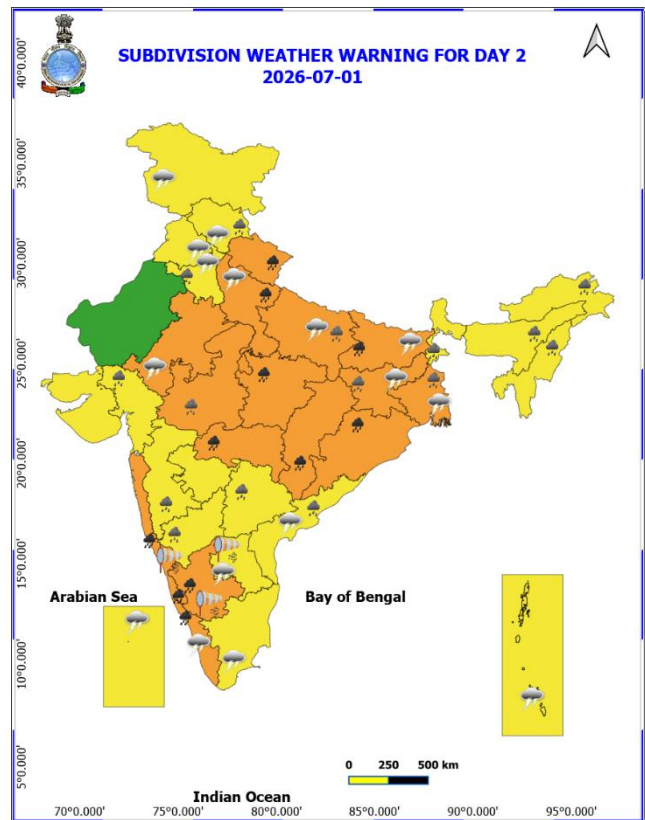 SUBDIVISION WEATHER WARNING FOR DAY 2
2026-07-01
40°0.000'
35°0.000'
30°0.000'
25°0.000'
20°0.000'
15°0.000'
10°0.000'
5°0.000'
Arabian Sea
Bay of Bengal
0 250 500 km
Indian Ocean
70°0.000' 75°0.000' 80°0.000' 85°0.000' 90°0.000' 95°0.000'